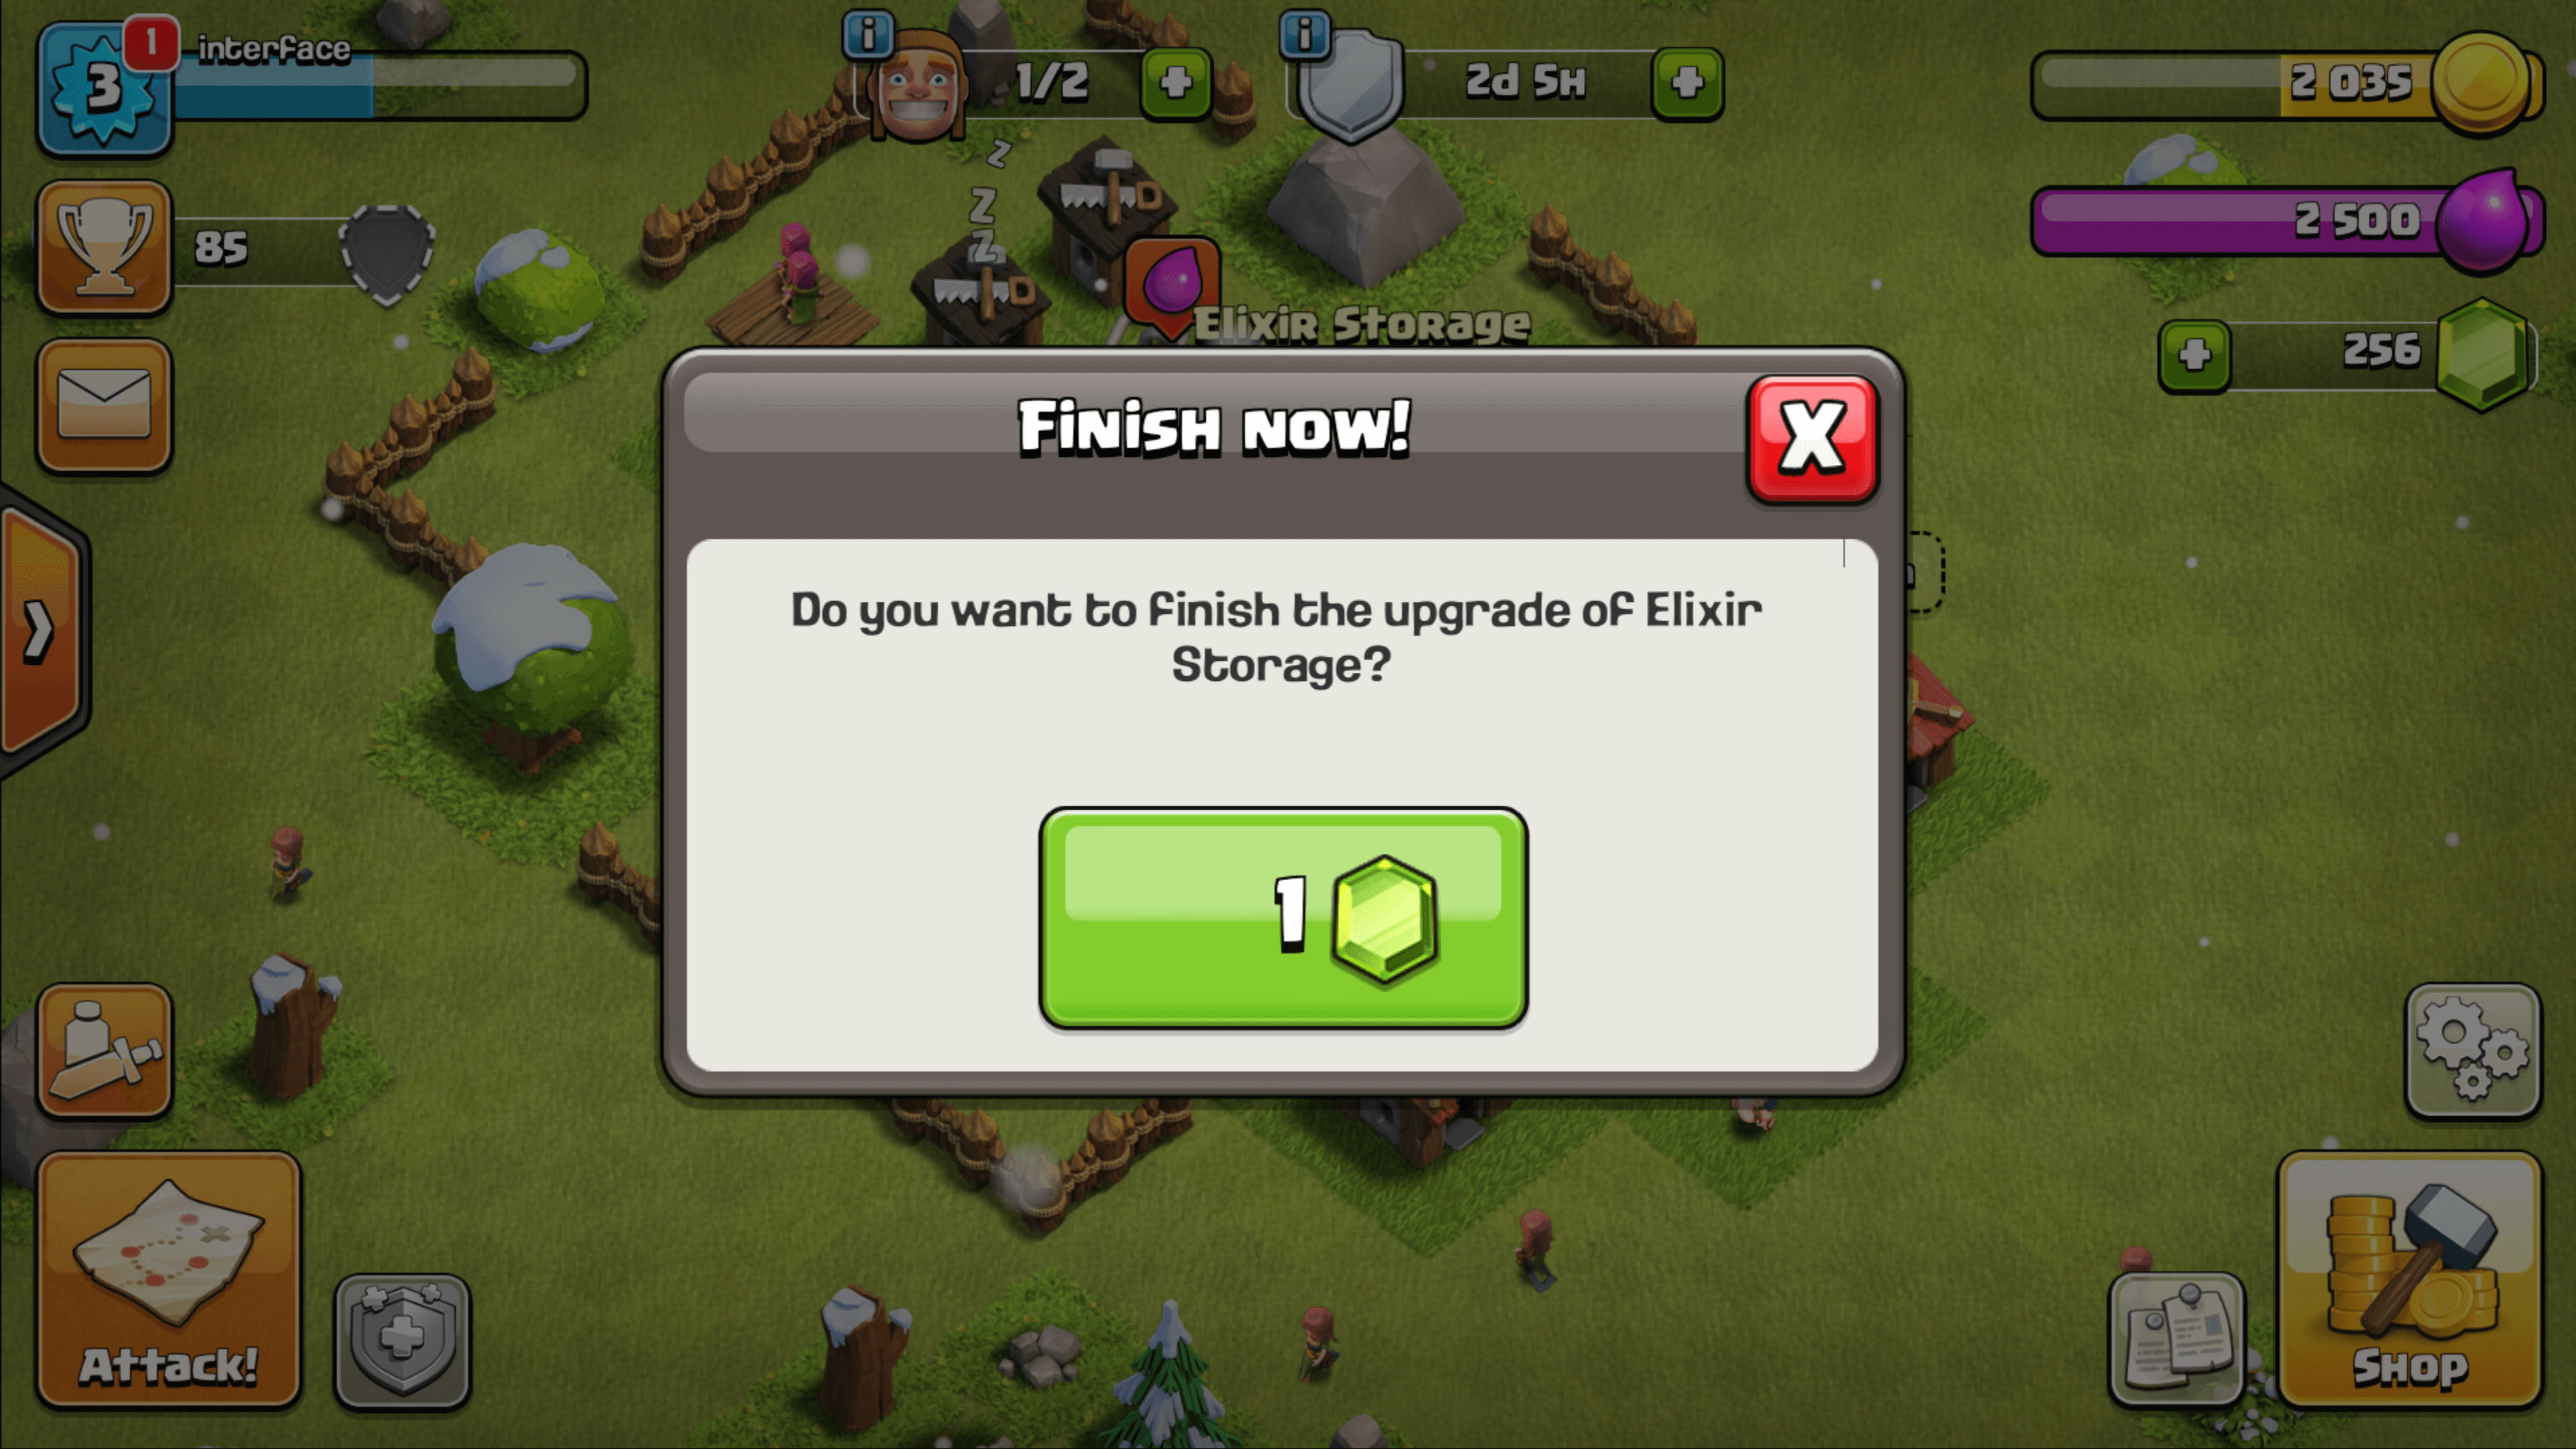 3
1
interface
1/2
2d 5H
2 035
85
z
Z
Z
2 500
Elixir Storage
256
Finish now!
X
Do you want to finish the upgrade of Elixir
Storage?
1
Attack!
Shop